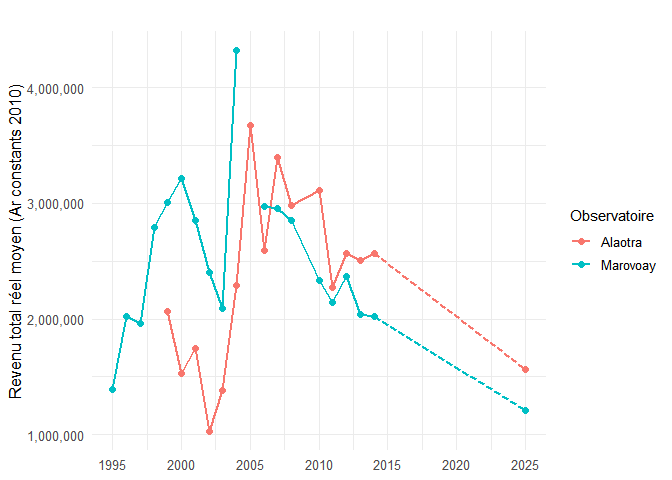 Revenu total réel moyen (Ar constants 2010)
4,000,000
3,000,000
2,000,000
1,000,000
1995 2000 2005 2010 2015 2020 2025
Observatoire
Alaotra
Marovoay